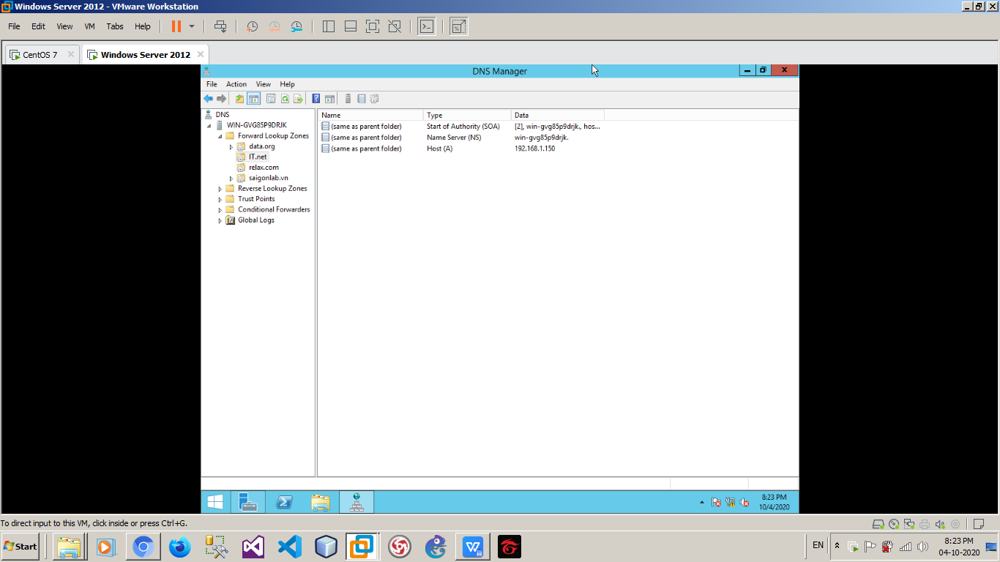 Windows Server 2012 - VMware Workstation
File Edit View VM Tabs Help
CentOS 7 Windows Server 2012
DNS Manager
File Action View Help
DNS
WIN-GVG85P9DRJK
Forward Lookup Zones
data.org
IT.net
relax.com
saigonlab.vn
Reverse Lookup Zones
Trust Points
Conditional Forwarders
Global Logs
Name Type Data
(same as parent folder) Start of Authority (SOA) [2], win-gvg85p9drjk., hos...
(same as parent folder) Name Server (NS) win-gvg85p9drjk.
(same as parent folder) Host (A) 192.168.1.150
8:23 PM
10/4/2020
To direct input to this VM, click inside or press Ctrl+G.
Start
EN
8:23 PM
04-10-2020